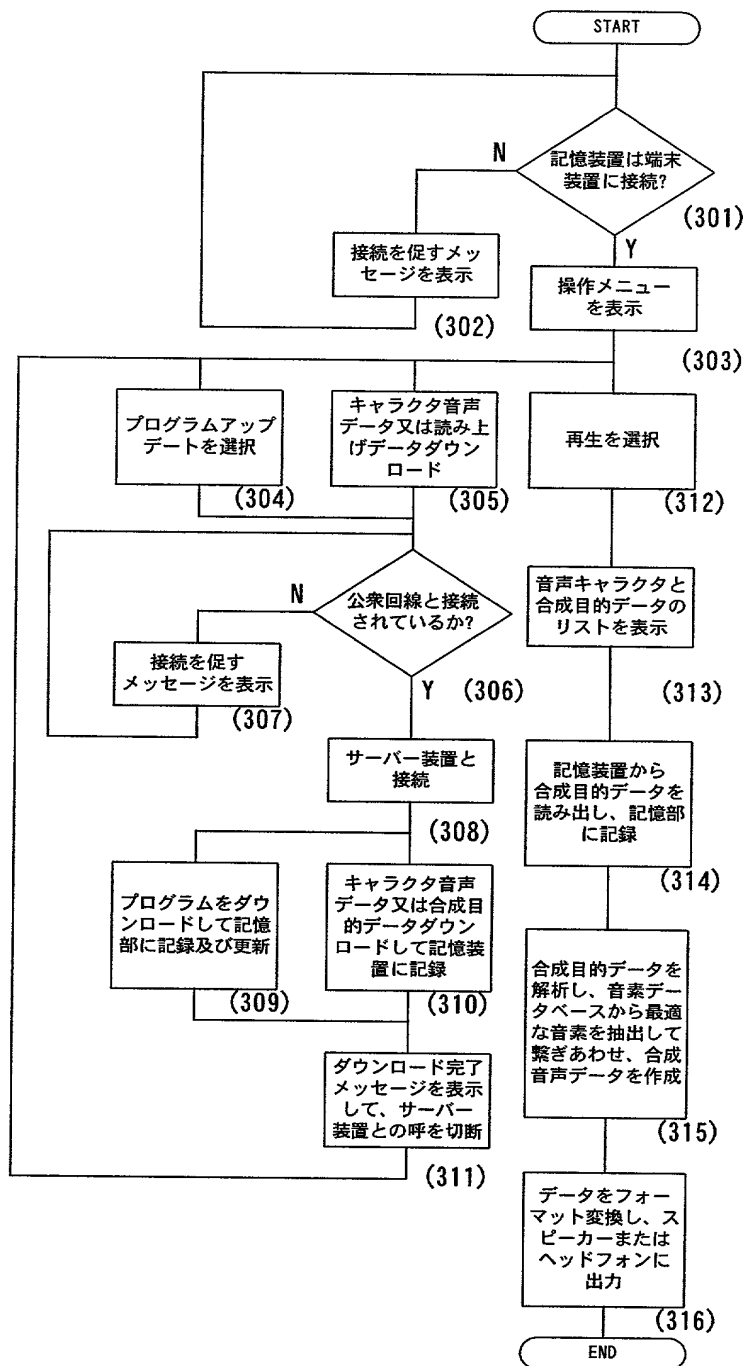 START
記憶装置は端末
装置に接続?
N
(301)
Y
接続を促すメッ
セージを表示
(302)
操作メニュー
を表示
(303)
プログラムアップ
デートを選択
(304)
キャラクタ音声
データ又は読み上
げデータダウン
ロード
(305)
再生を選択
(312)
公衆回線と接続
されているか?
N
Y
(306)
接続を促す
メッセージを表示
(307)
音声キャラクタと
合成目的データの
リストを表示
(313)
サーバー装置と
接続
(308)
記憶装置から
合成目的データを
読み出し、記憶部
に記録
(314)
プログラムをダウ
ンロードして記憶
部に記録及び更新
(309)
キャラクタ音声
データ又は合成目
的データダウン
ロードして記憶装
置に記録
(310)
合成目的データを
解析し、音素デー
タベースから最適
な音素を抽出して
繋ぎあわせ、合成
音声データを作成
(315)
ダウンロード完了
メッセージを表示
して、サーバー
装置との呼を切断
(311)
データをフォー
マット変換し、ス
ピーカーまたは
ヘッドフォンに
出力
(316)
END